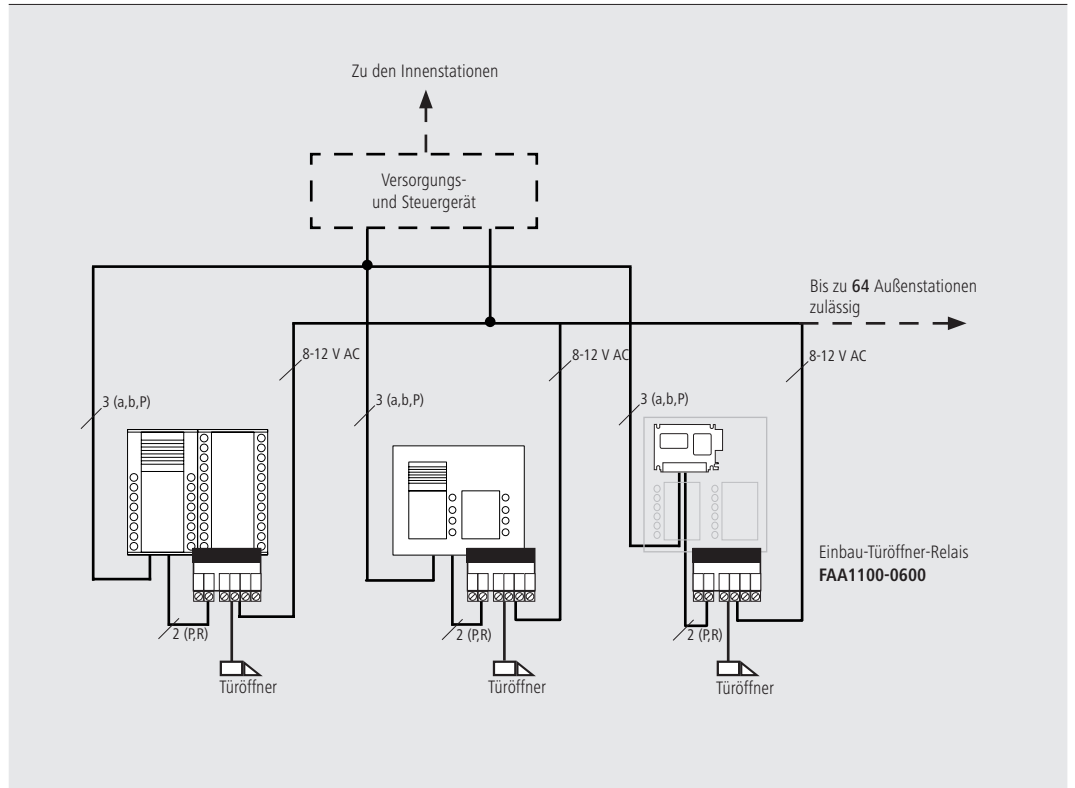 Zu den Innenstationen
Versorgungs-
und Steuergerät
Bis zu 64 Außenstationen
zulässig
8-12 V AC
8-12 V AC
8-12 V AC
3 (a,b,P)
3 (a,b,P)
3 (a,b,P)
Einbau-Türöffner-Relais
FAA1100-0600
2 (P,R)
2 (P,R)
2 (P,R)
Türöffner
Türöffner
Türöffner